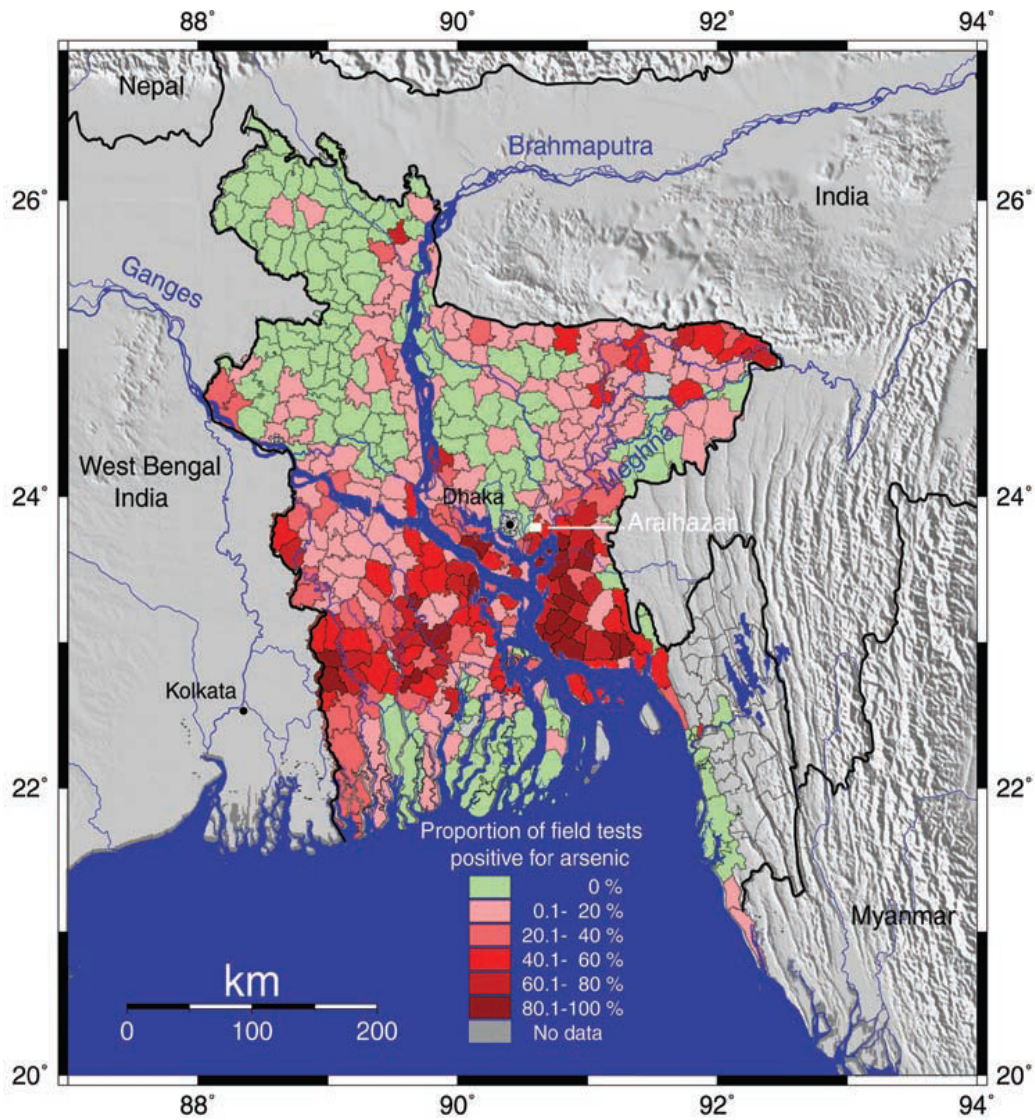 88° 90° 92° 94°
Nepal
Brahmaputra
26° 26°
India
Ganges
Meghna
West Bengal
India
24° 24°
Dhaka
Araihazar
Kolkata
22° 22°
Proportion of field tests
positive for arsenic
0 %
0.1- 20 %
20.1- 40 %
40.1- 60 %
60.1- 80 %
80.1-100 %
No data
Myanmar
km
0 100 200
20° 20°
88° 90° 92° 94°